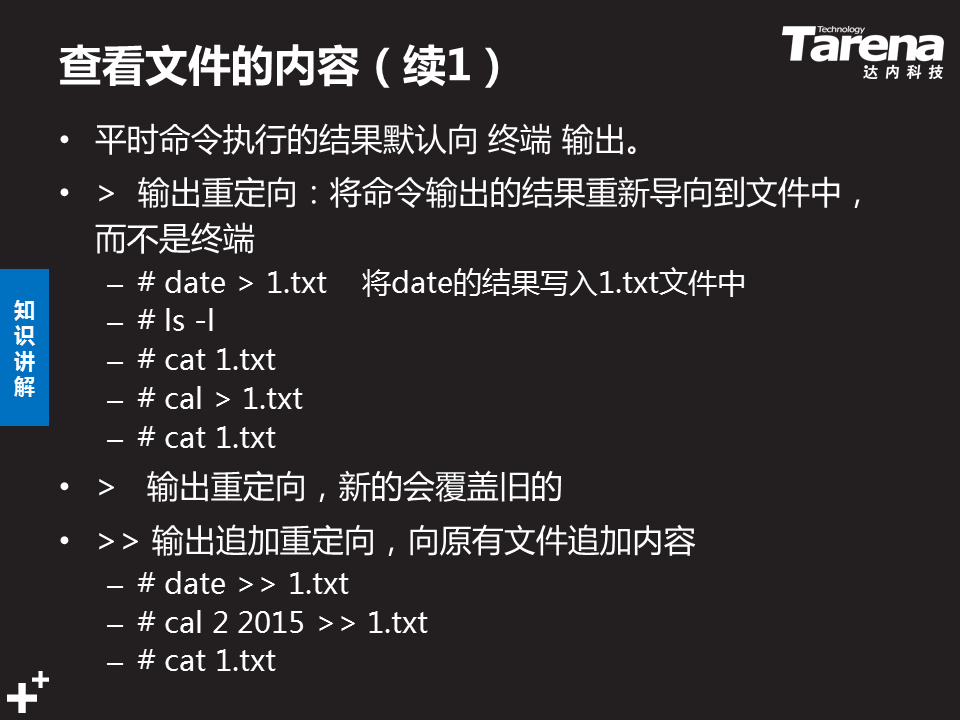 查看文件的内容（续1）
Technology
Tarena
达内科技
• 平时命令执行的结果默认向 终端 输出。
• > 输出重定向：将命令输出的结果重新导向到文件中，
而不是终端
– # date > 1.txt 将date的结果写入1.txt文件中
– # ls -l
– # cat 1.txt
– # cal > 1.txt
– # cat 1.txt
• > 输出重定向，新的会覆盖旧的
• >> 输出追加重定向，向原有文件追加内容
– # date >> 1.txt
– # cal 2 2015 >> 1.txt
– # cat 1.txt
知
识
讲
解